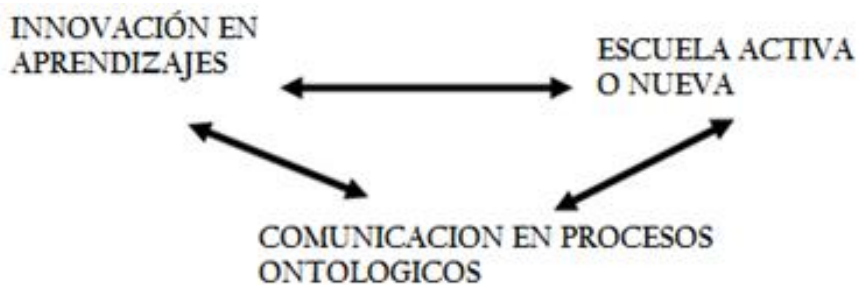 INNOVACIÓN EN
APRENDIZAJES
ESCUELA ACTIVA
O NUEVA
COMUNICACION EN PROCESOS
ONTOLOGICOS